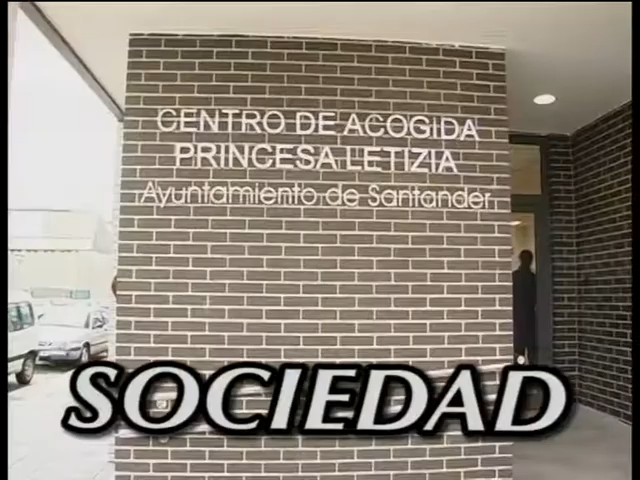 CENTRO DE ACOGIDA
PRINCESA LETIZIA
Ayuntamiento de Santander
SOCIEDAD